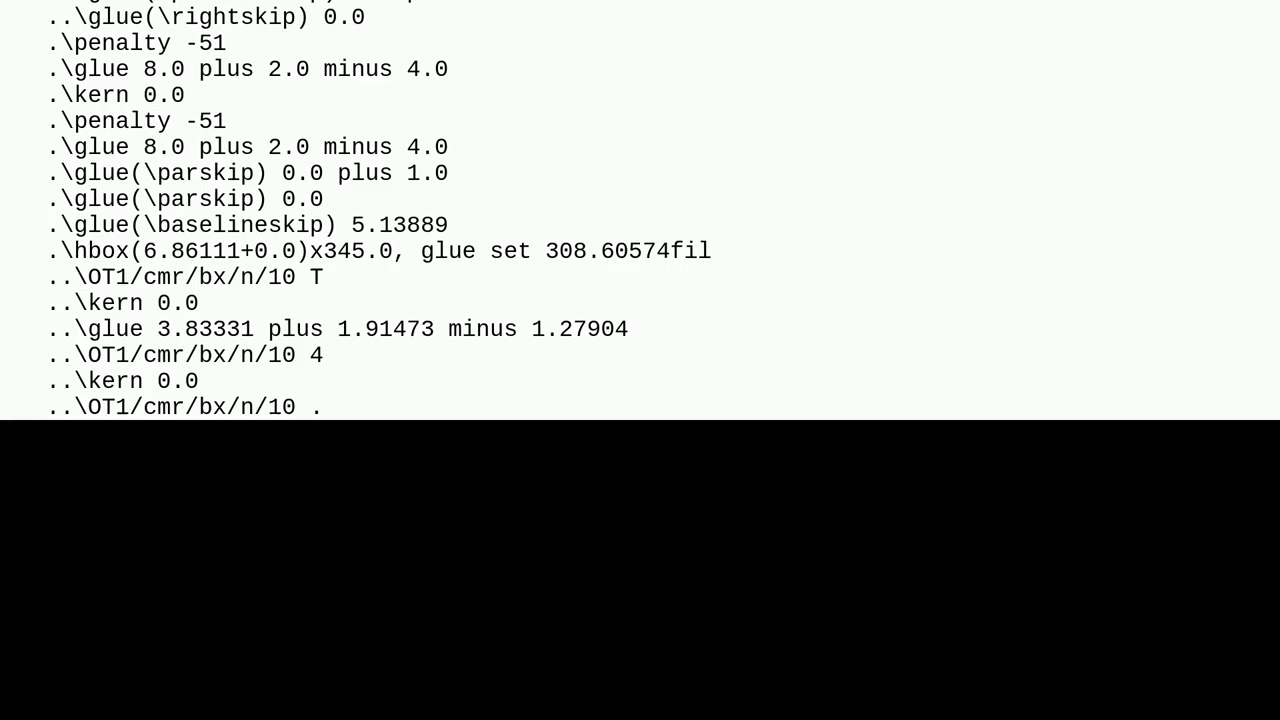 ..\glue(\rightskip) 0.0
.\penalty -51
.\glue 8.0 plus 2.0 minus 4.0
.\kern 0.0
.\penalty -51
.\glue 8.0 plus 2.0 minus 4.0
.\glue(\parskip) 0.0 plus 1.0
.\glue(\parskip) 0.0
.\glue(\baselineskip) 5.13889
.\hbox(6.86111+0.0)x345.0, glue set 308.60574fil
..\OT1/cmr/bx/n/10 T
..\kern 0.0
..\glue 3.83331 plus 1.91473 minus 1.27904
..\OT1/cmr/bx/n/10 4
..\kern 0.0
..\OT1/cmr/bx/n/10 .